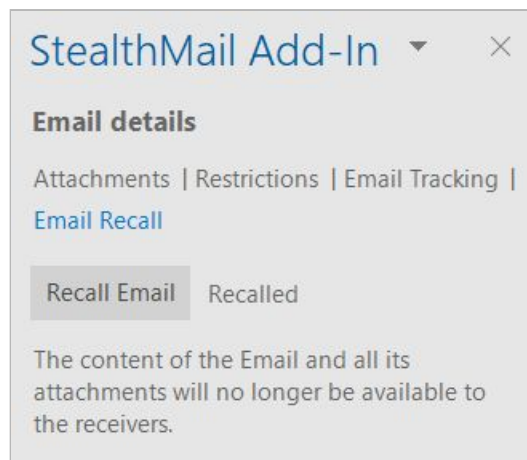 StealthMail Add-In
Email details
Attachments | Restrictions | Email Tracking |
Email Recall
Recall Email Recalled
The content of the Email and all its
attachments will no longer be available to
the receivers.